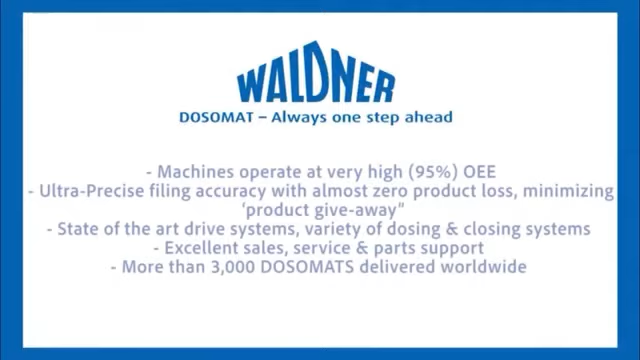 WALDNER
DOSOMAT – Always one step ahead
- Machines operate at very high (95%) OEE
- Ultra-Precise filing accuracy with almost zero product loss, minimizing
‘product give-away”
- State of the art drive systems, variety of dosing & closing systems
- Excellent sales, service & parts support
- More than 3,000 DOSOMATS delivered worldwide